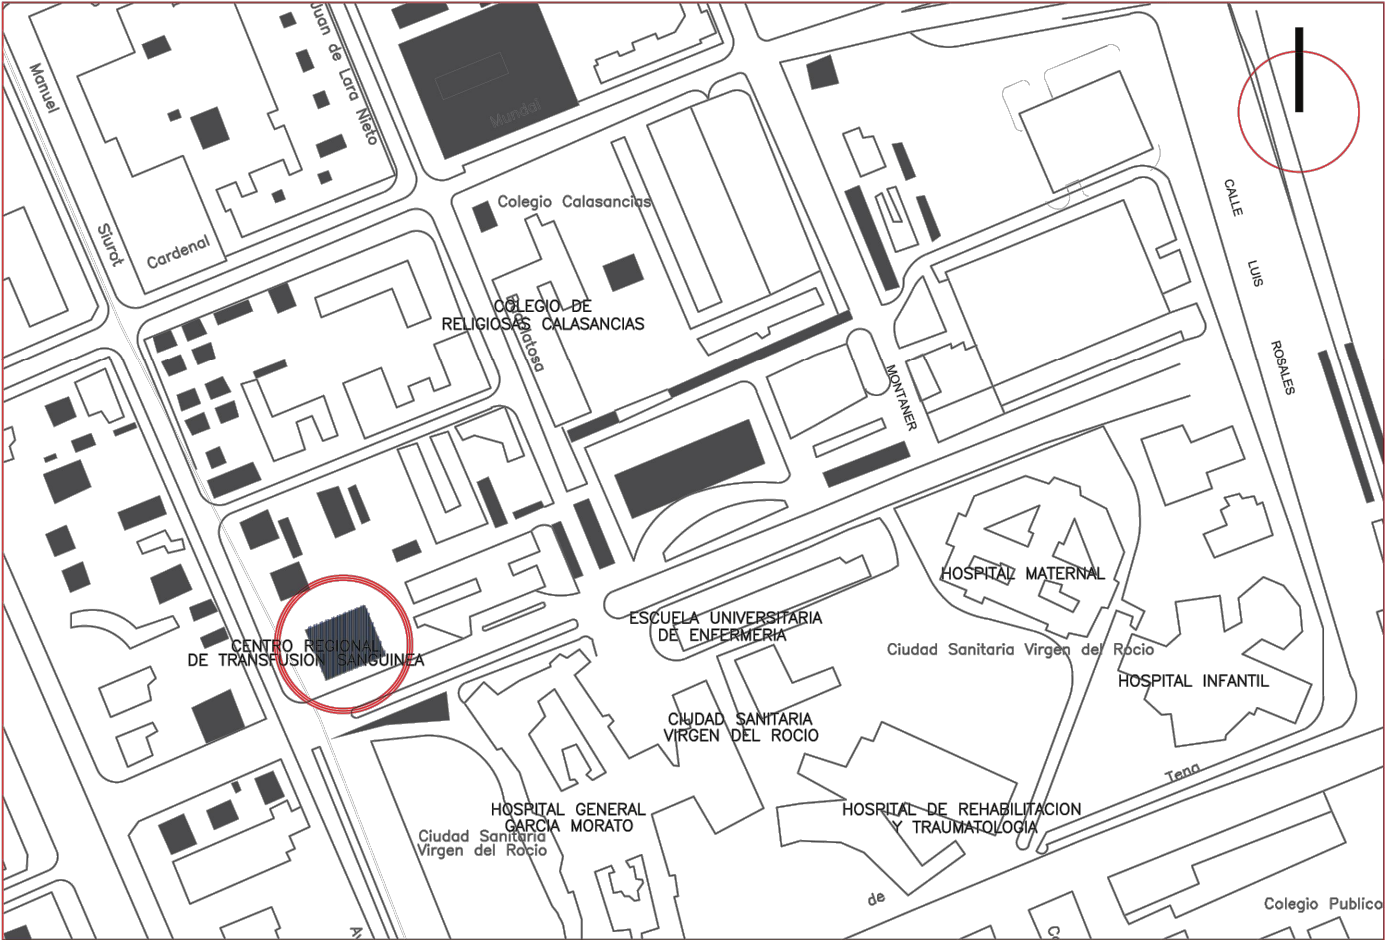 Juan de Lara Nieto
Manuel
Siurot
Mundal
Cardenal
Colegio Calasancias
CALLE
LUIS
ROSALES
COLEGIO DE
RELIGIOSAS CALASANCIAS
MONTANER
HOSPITAL MATERNAL
ESCUELA UNIVERSITARIA
DE ENFERMERIA
CENTRO REGIONAL
DE TRANSFUSION SANGUINEA
Ciudad Sanitaria Virgen del Rocio
HOSPITAL INFANTIL
CIUDAD SANITARIA
VIRGEN DEL ROCIO
Tena
HOSPITAL GENERAL
GARCIA MORATO
HOSPITAL DE REHABILITACION
Y TRAUMATOLOGIA
Ciudad Sanitaria
Virgen del Rocio
de
Colegio Publico